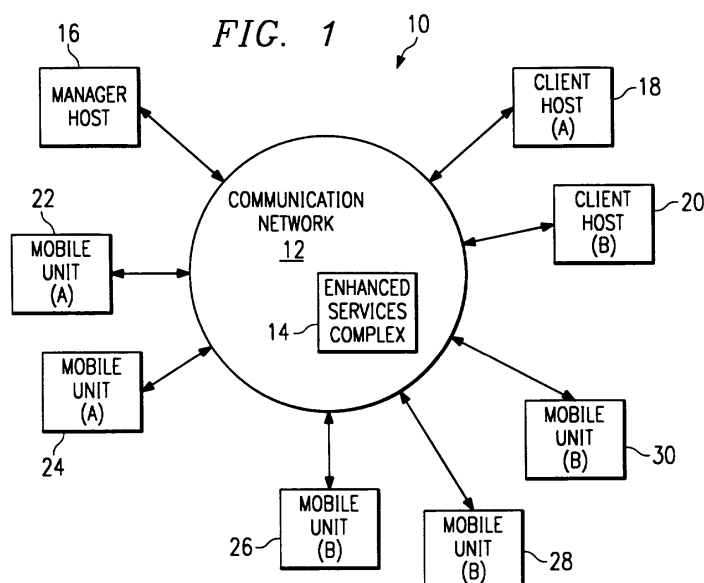 FIG. 1
10
16
MANAGER
HOST
CLIENT
HOST
(A)
18
COMMUNICATION
NETWORK
12
22
MOBILE
UNIT
(A)
CLIENT
HOST
(B)
20
ENHANCED
SERVICES
COMPLEX
14
MOBILE
UNIT
(A)
24
MOBILE
UNIT
(B)
30
MOBILE
UNIT
(B)
26
MOBILE
UNIT
(B)
28